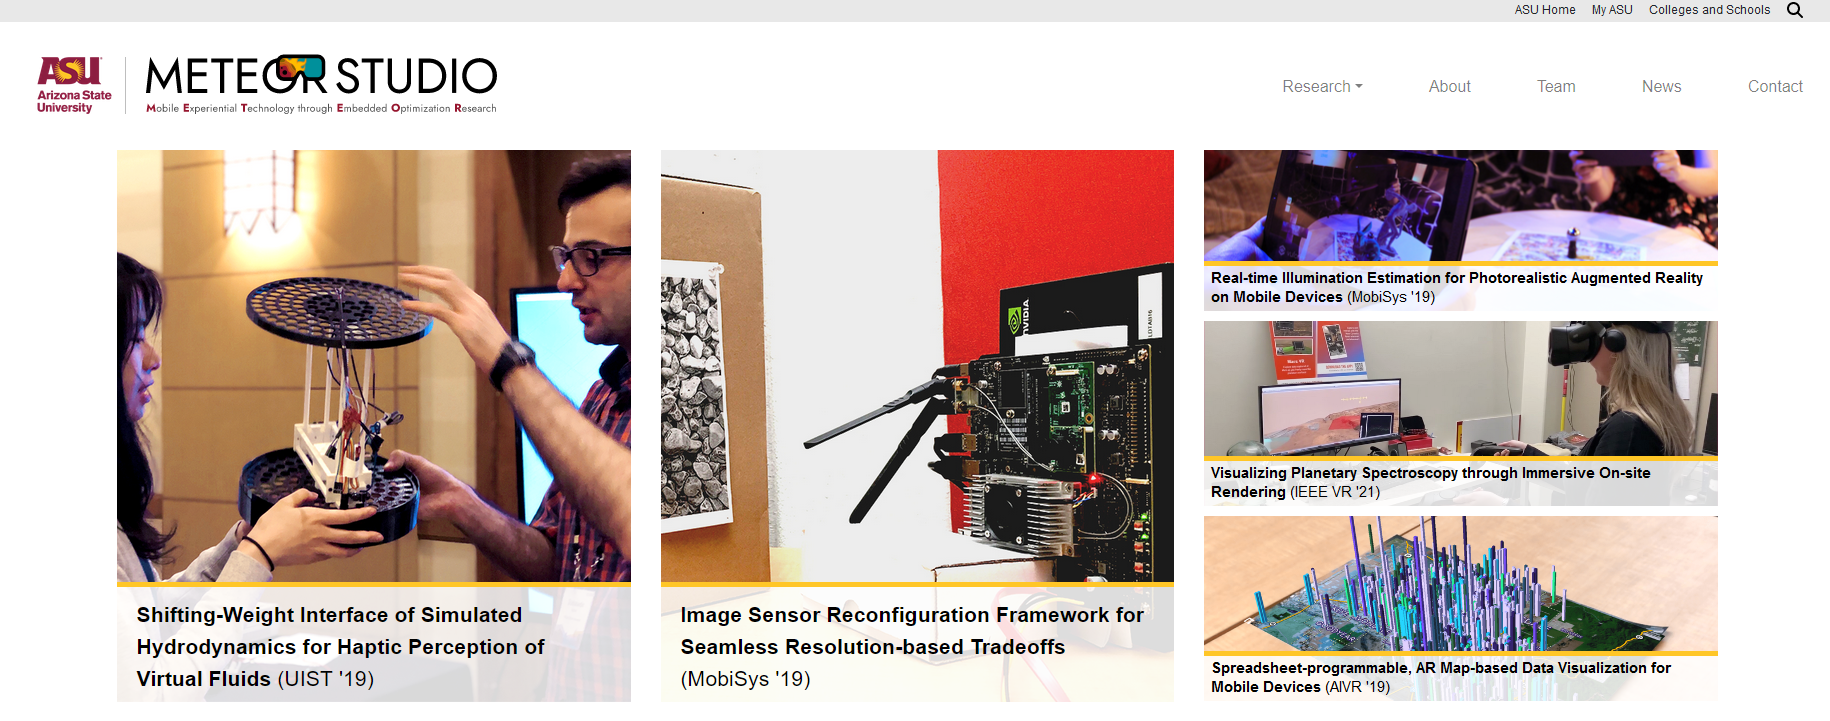 ASU Home My ASU Colleges and Schools
ASU
Arizona State
University
METEOR STUDIO
Mobile Experiential Technology through Embedded Optimization Research
Research About Team News Contact
NVIDIA
Shifting-Weight Interface of Simulated
Hydrodynamics for Haptic Perception of
Virtual Fluids (UIST '19)
Image Sensor Reconfiguration Framework for
Seamless Resolution-based Tradeoffs
(MobiSys '19)
Real-time Illumination Estimation for Photorealistic Augmented Reality
on Mobile Devices (MobiSys '19)
Visualizing Planetary Spectroscopy through Immersive On-site
Rendering (IEEE VR '21)
Spreadsheet-programmable, AR Map-based Data Visualization for
Mobile Devices (AIVR '19)